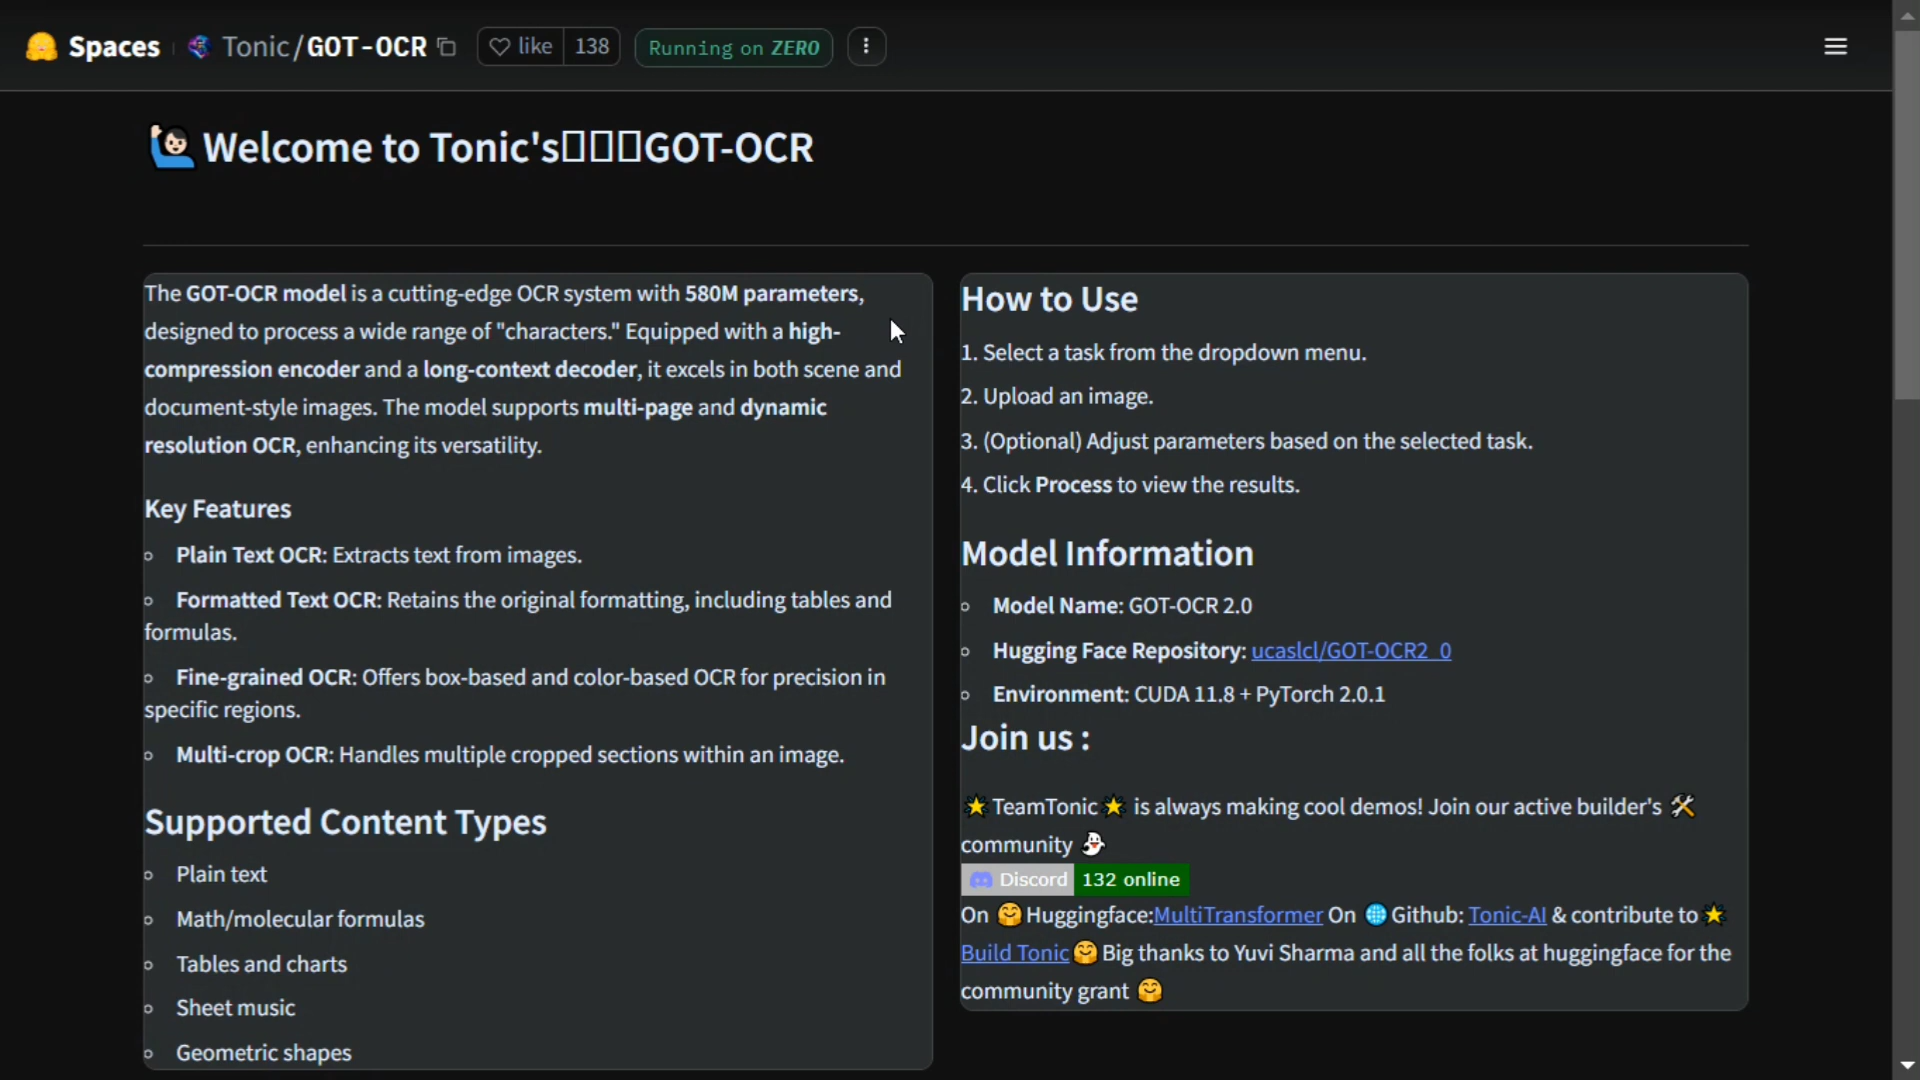 🤗 Spaces Tonic/GOT-OCR like 138 Running on ZERO
🙋🏻‍♂️ Welcome to Tonic's▯▯▯GOT-OCR
The GOT-OCR model is a cutting-edge OCR system with 580M parameters,
designed to process a wide range of "characters." Equipped with a high-
compression encoder and a long-context decoder, it excels in both scene and
document-style images. The model supports multi-page and dynamic
resolution OCR, enhancing its versatility.
Key Features
Plain Text OCR: Extracts text from images.
Formatted Text OCR: Retains the original formatting, including tables and
formulas.
Fine-grained OCR: Offers box-based and color-based OCR for precision in
specific regions.
Multi-crop OCR: Handles multiple cropped sections within an image.
Supported Content Types
Plain text
Math/molecular formulas
Tables and charts
Sheet music
Geometric shapes
How to Use
1. Select a task from the dropdown menu.
2. Upload an image.
3. (Optional) Adjust parameters based on the selected task.
4. Click Process to view the results.
Model Information
Model Name: GOT-OCR 2.0
Hugging Face Repository: ucaslcl/GOT-OCR2_0
Environment: CUDA 11.8 + PyTorch 2.0.1
Join us :
🌟TeamTonic🌟 is always making cool demos! Join our active builder's 🛠️
community 👻
Discord 132 online
On 🤗 Huggingface:MultiTransformer On 🌐 Github: Tonic-AI & contribute to🌟
Build Tonic🤗 Big thanks to Yuvi Sharma and all the folks at huggingface for the
community grant 🤗